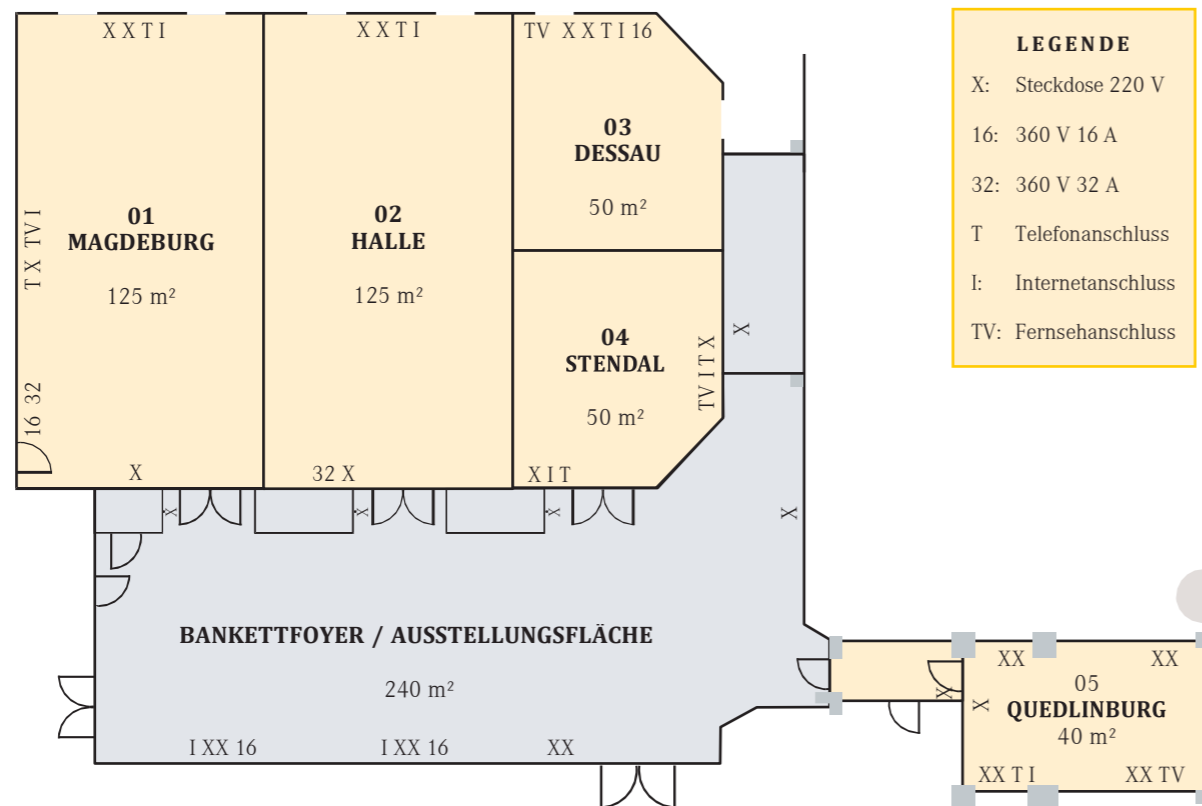 X X T I
X X T I
TV X X T I 16
01
MAGDEBURG
125 m²
T X TV I
16 32
X
02
HALLE
125 m²
32 X
03
DESSAU
50 m²
04
STENDAL
50 m²
TV I T X
X I T
X
X
X
X
X
BANKETTFOYER / AUSSTELLUNGSFLÄCHE
240 m²
I XX 16
I XX 16
XX
X
XX
XX
X
05
QUEDLINBURG
40 m²
XX T I
XX TV
LEGENDE
X: Steckdose 220 V
16: 360 V 16 A
32: 360 V 32 A
T Telefonanschluss
I: Internetanschluss
TV: Fernsehanschluss